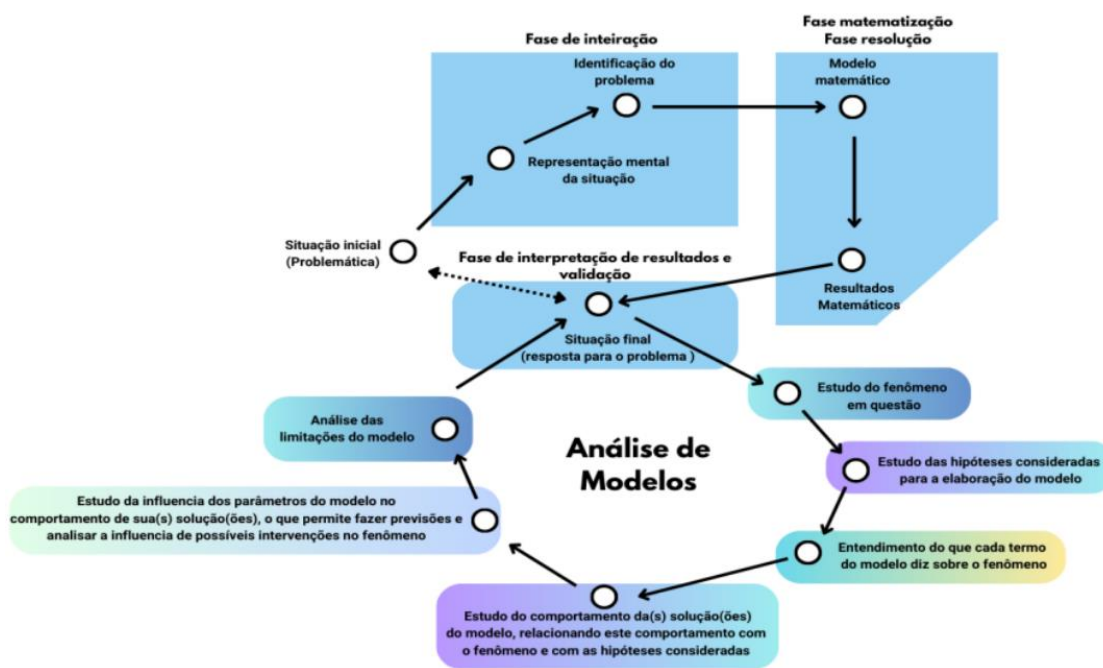 Fase de inteiração
Identificação do
problema
Representação mental
da situação
Fase matematização
Fase resolução
Modelo
matemático
Resultados
Matemáticos
Situação inicial
(Problemática)
Fase de interpretação de resultados e
validação
Situação final
(resposta para o problema )
Análise de
Modelos
Estudo do fenômeno
em questão
Estudo das hipóteses consideradas
para a elaboração do modelo
Entendimento do que cada termo
do modelo diz sobre o fenômeno
Estudo do comportamento da(s) solução(ões)
do modelo, relacionando este comportamento com
o fenômeno e com as hipóteses consideradas
Estudo da influencia dos parâmetros do modelo no
comportamento de sua(s) solução(ões), o que permite fazer previsões e
analisar a influencia de possíveis intervenções no fenômeno
Análise das
limitações do modelo